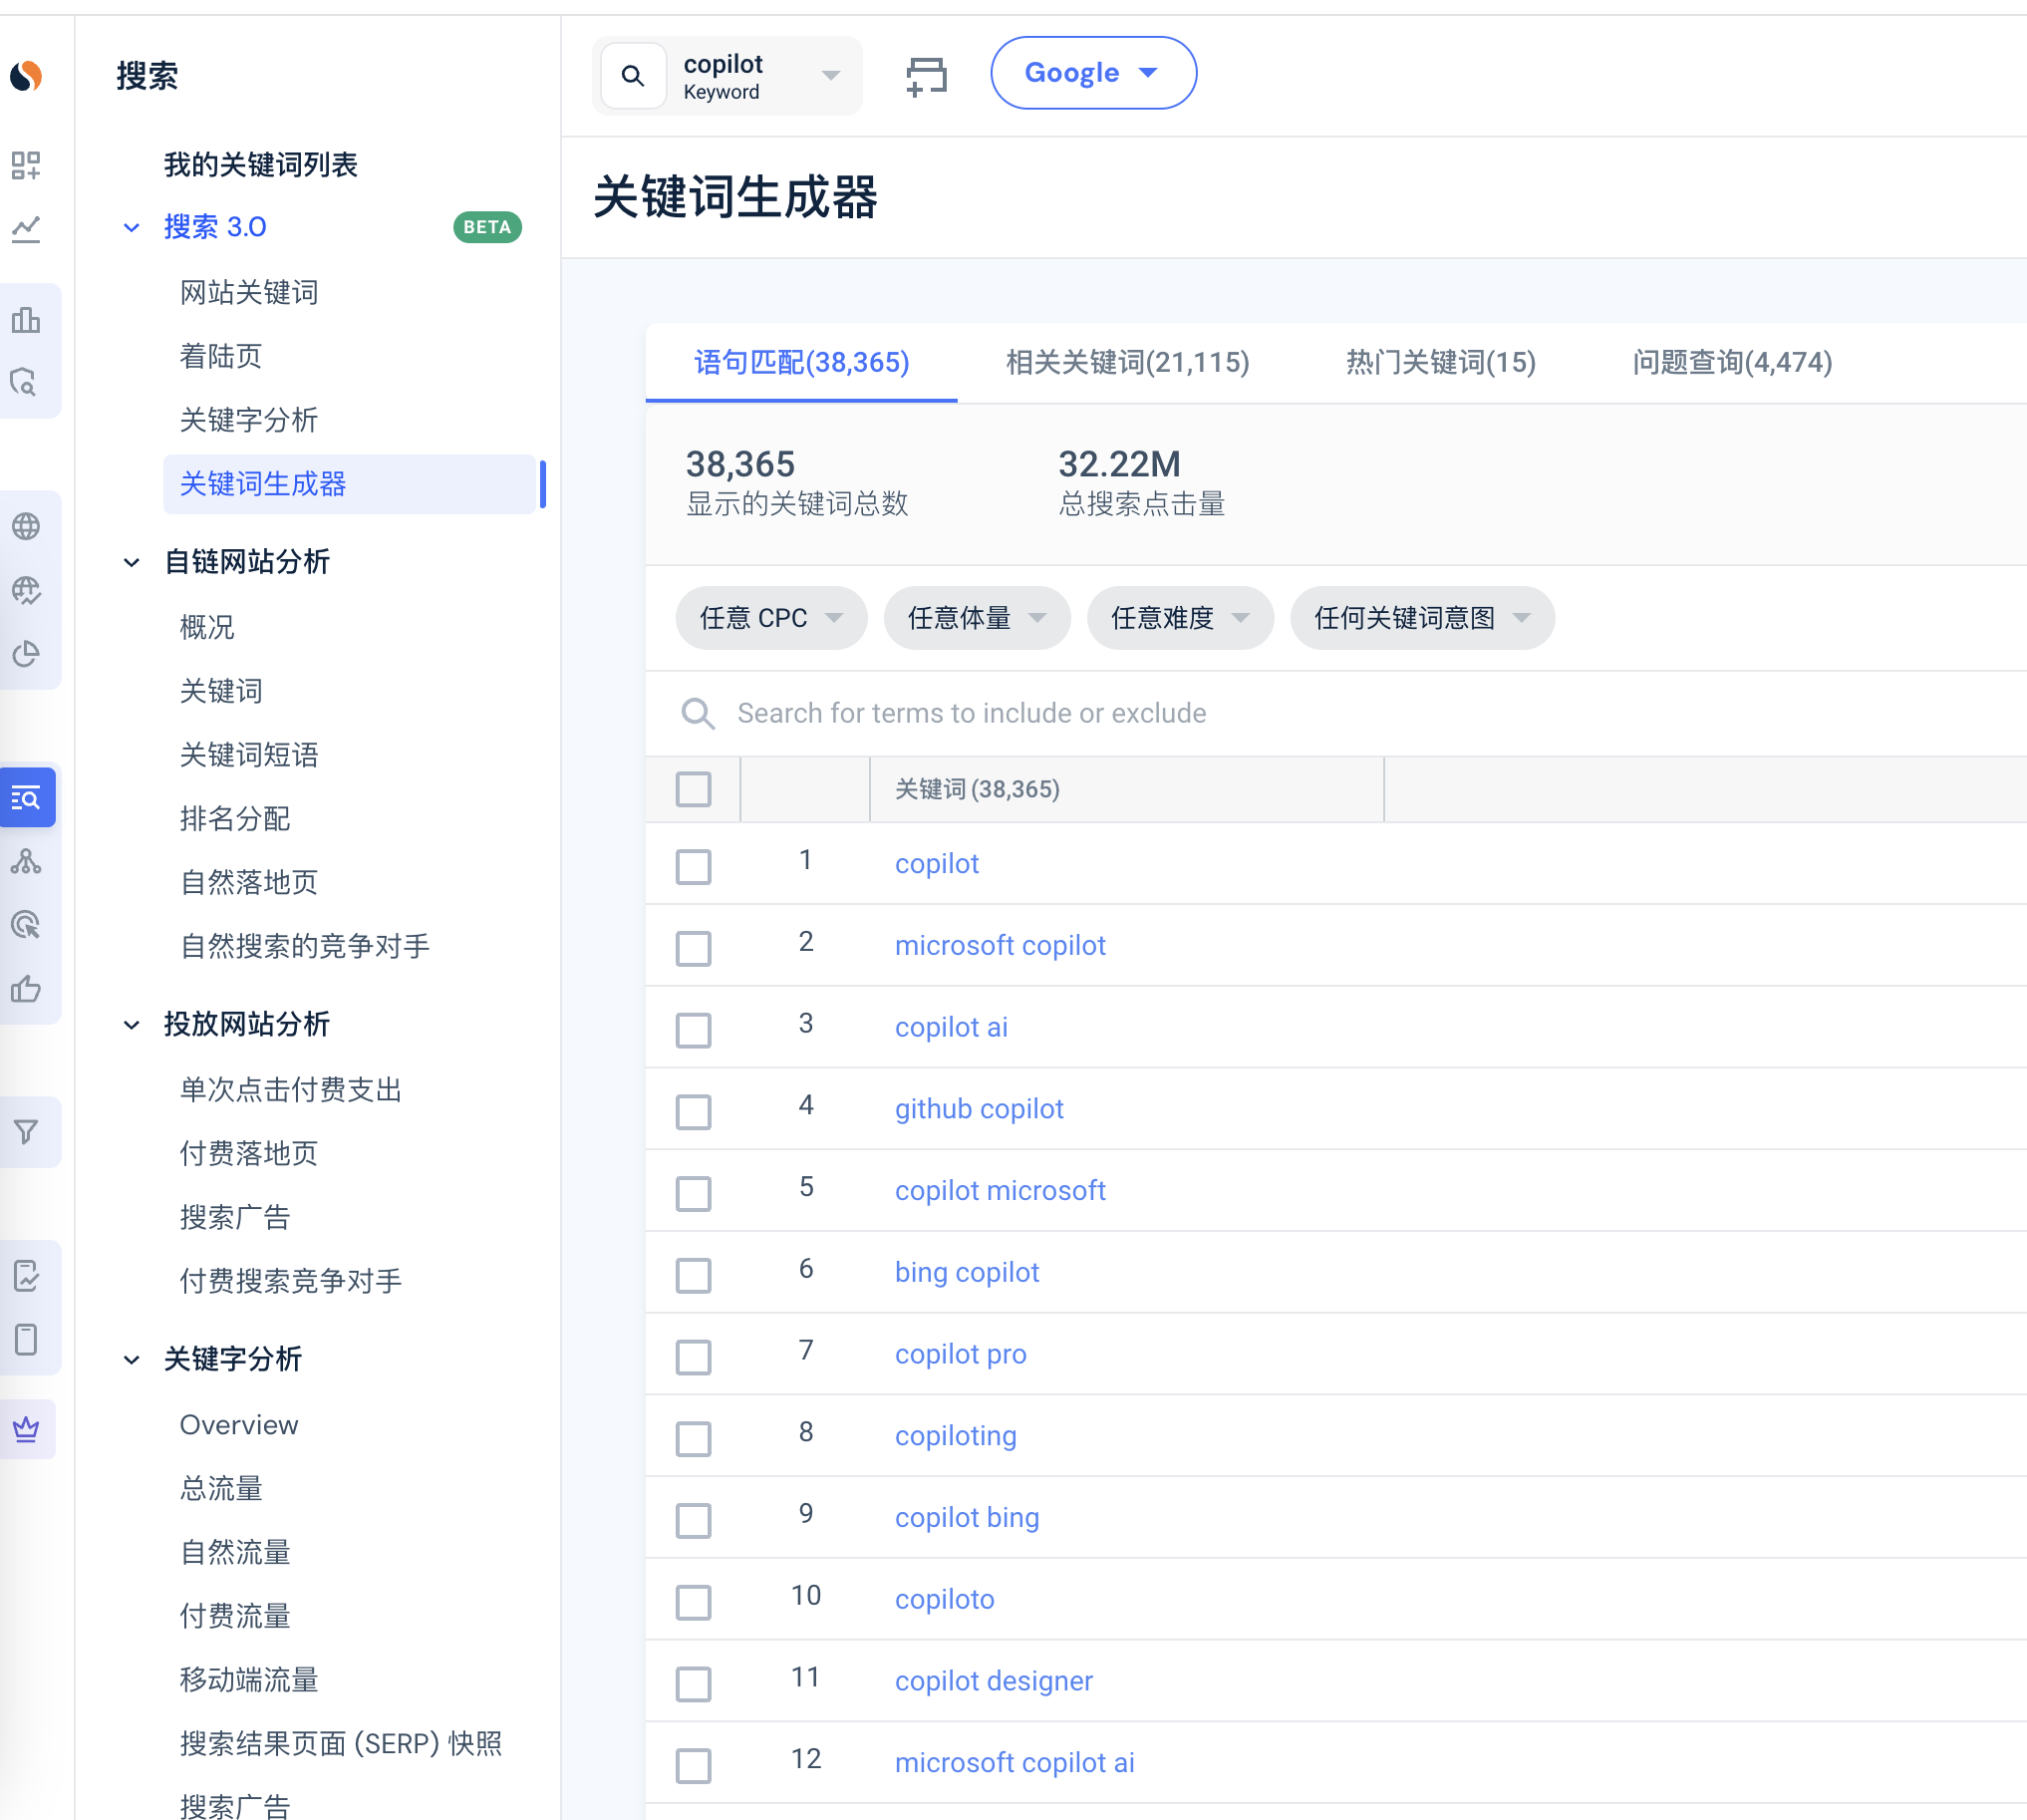 搜索
我的关键词列表
搜索 3.0
BETA
网站关键词
着陆页
关键字分析
关键词生成器
自链网站分析
概况
关键词
关键词短语
排名分配
自然落地页
自然搜索的竞争对手
投放网站分析
单次点击付费支出
付费落地页
搜索广告
付费搜索竞争对手
关键字分析
Overview
总流量
自然流量
付费流量
移动端流量
搜索结果页面 (SERP) 快照
搜索广告
copilot
Keyword
Google
关键词生成器
语句匹配(38,365)
相关关键词(21,115)
热门关键词(15)
问题查询(4,474)
38,365
显示的关键词总数
32.22M
总搜索点击量
任意 CPC
任意体量
任意难度
任何关键词意图
Search for terms to include or exclude
关键词 (38,365)
1 copilot
2 microsoft copilot
3 copilot ai
4 github copilot
5 copilot microsoft
6 bing copilot
7 copilot pro
8 copiloting
9 copilot bing
10 copiloto
11 copilot designer
12 microsoft copilot ai